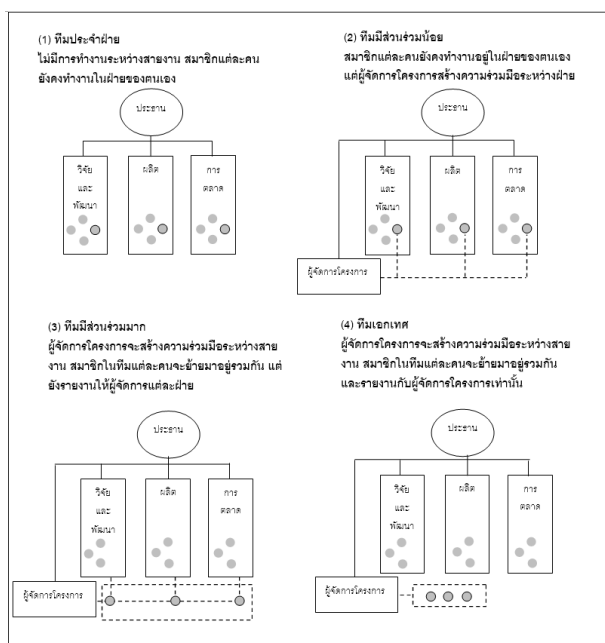 (1) ทีมประจำฝ่าย
ไม่มีการทำงานระหว่างสายงาน สมาชิกแต่ละคน
ยังคงทำงานในฝ่ายของตนเอง
ประธาน
วิจัย
และ
พัฒนา
ผลิต
การ
ตลาด
(2) ทีมมีส่วนร่วมน้อย
สมาชิกแต่ละคนยังคงทำงานอยู่ในฝ่ายของตนเอง
แต่ผู้จัดการโครงการสร้างความร่วมมือระหว่างฝ่าย
ประธาน
วิจัย
และ
พัฒนา
ผลิต
การ
ตลาด
ผู้จัดการโครงการ
(3) ทีมมีส่วนร่วมมาก
ผู้จัดการโครงการจะสร้างความร่วมมือระหว่างสาย
งาน สมาชิกในทีมแต่ละคนจะย้ายมาอยู่รวมกัน แต่
ยังรายงานให้ผู้จัดการแต่ละฝ่าย
ประธาน
วิจัย
และ
พัฒนา
ผลิต
การ
ตลาด
ผู้จัดการโครงการ
(4) ทีมเอกเทศ
ผู้จัดการโครงการจะสร้างความร่วมมือระหว่างสาย
งาน สมาชิกในทีมแต่ละคนจะย้ายมาอยู่รวมกัน
และรายงานกับผู้จัดการโครงการเท่านั้น
ประธาน
วิจัย
และ
พัฒนา
ผลิต
การ
ตลาด
ผู้จัดการโครงการ